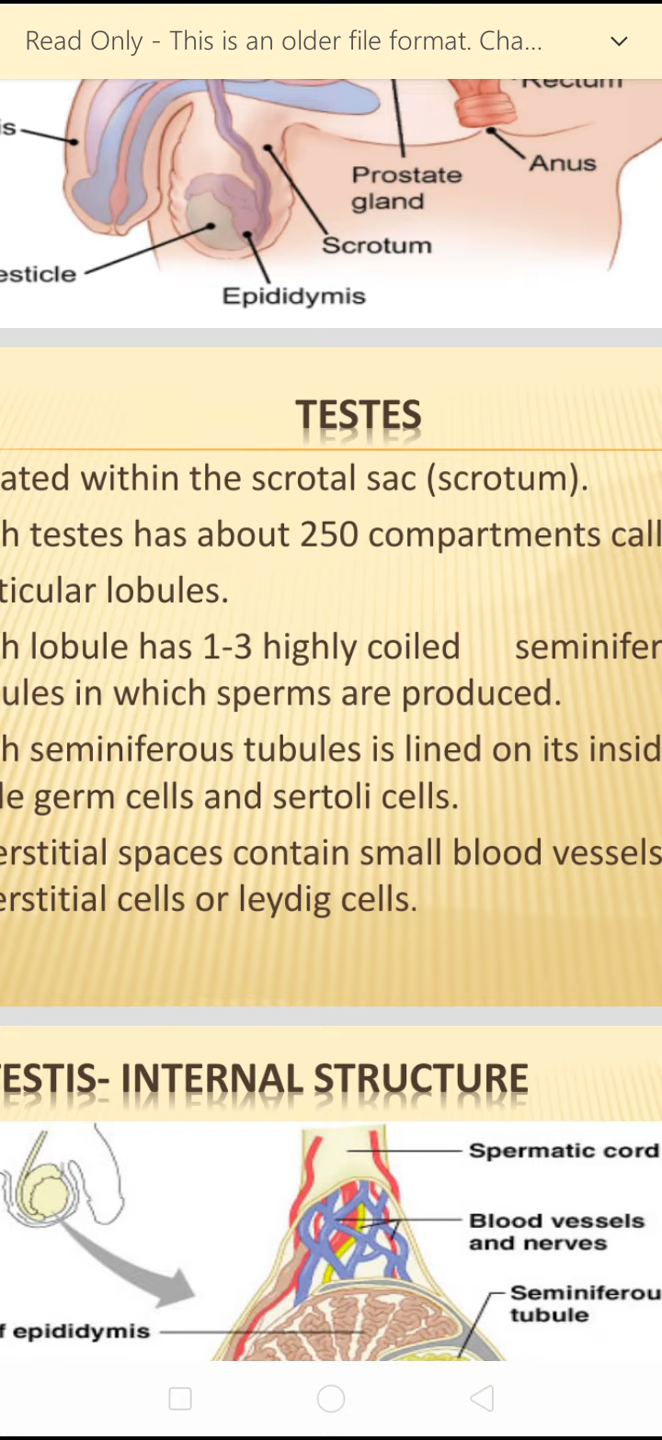 Read Only - This is an older file format. Cha...
Rectum
is
Anus
Prostate
gland
Scrotum
esticle
Epididymis
TESTES
ated within the scrotal sac (scrotum).
h testes has about 250 compartments call
ticular lobules.
h lobule has 1-3 highly coiled seminifer
ules in which sperms are produced.
h seminiferous tubules is lined on its insid
le germ cells and sertoli cells.
erstitial spaces contain small blood vessels
erstitial cells or leydig cells.
TESTIS- INTERNAL STRUCTURE
Spermatic cord
Blood vessels
and nerves
Seminiferou
tubule
f epididymis